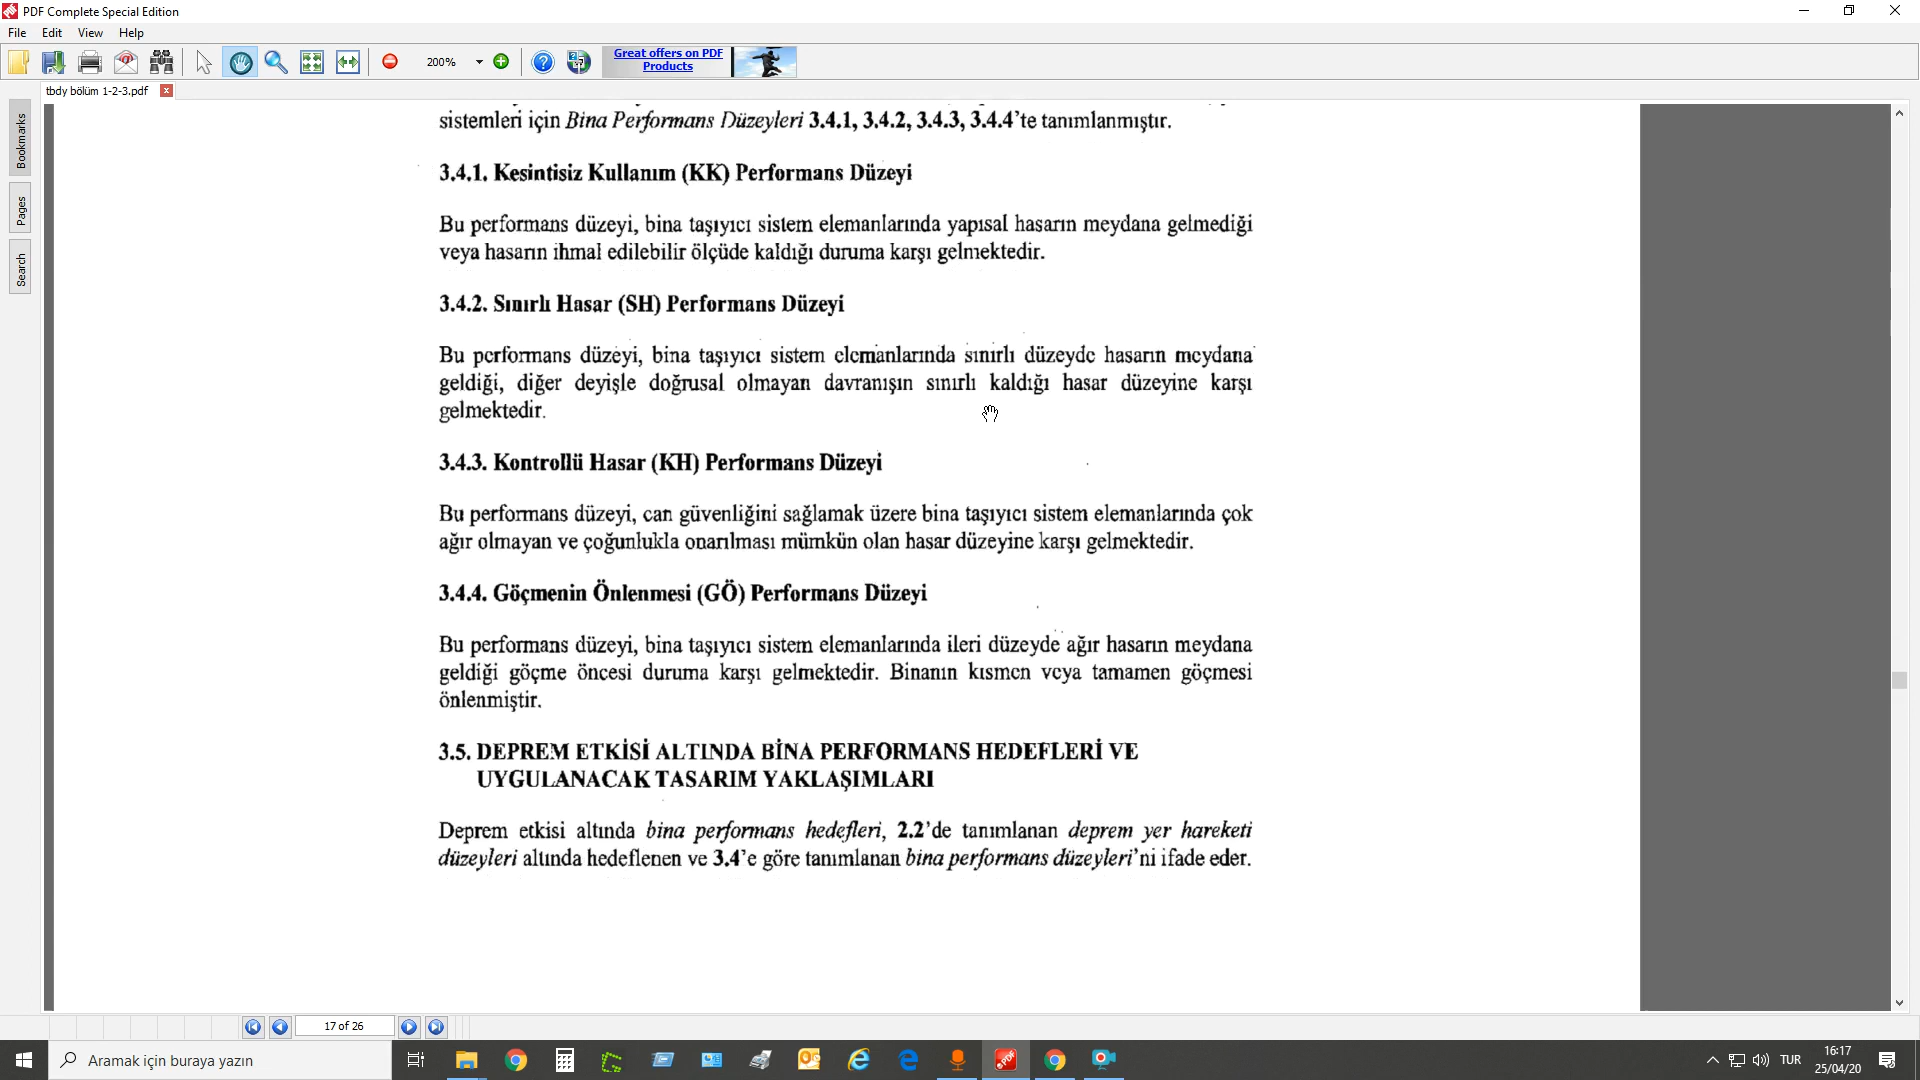 PDF Complete Special Edition
File Edit View Help
200%
Great offers on PDF
Products
tbdy bölüm 1-2-3.pdf
Bookmarks
Pages
Search
sistemleri için Bina Performans Düzeyleri 3.4.1, 3.4.2, 3.4.3, 3.4.4’te tanımlanmıştır.
3.4.1. Kesintisiz Kullanım (KK) Performans Düzeyi
Bu performans düzeyi, bina taşıyıcı sistem elemanlarında yapısal hasarın meydana gelmediği
veya hasarın ihmal edilebilir ölçüde kaldığı duruma karşı gelmektedir.
3.4.2. Sınırlı Hasar (SH) Performans Düzeyi
Bu performans düzeyi, bina taşıyıcı sistem elemanlarında sınırlı düzeyde hasarın meydana
geldiği, diğer deyişle doğrusal olmayan davranışın sınırlı kaldığı hasar düzeyine karşı
gelmektedir.
3.4.3. Kontrollü Hasar (KH) Performans Düzeyi
Bu performans düzeyi, can güvenliğini sağlamak üzere bina taşıyıcı sistem elemanlarında çok
ağır olmayan ve çoğunlukla onarılması mümkün olan hasar düzeyine karşı gelmektedir.
3.4.4. Göçmenin Önlenmesi (GÖ) Performans Düzeyi
Bu performans düzeyi, bina taşıyıcı sistem elemanlarında ileri düzeyde ağır hasarın meydana
geldiği göçme öncesi duruma karşı gelmektedir. Binanın kısmen veya tamamen göçmesi
önlenmiştir.
3.5. DEPREM ETKİSİ ALTINDA BİNA PERFORMANS HEDEFLERİ VE
UYGULANACAK TASARIM YAKLAŞIMLARI
Deprem etkisi altında bina performans hedefleri, 2.2’de tanımlanan deprem yer hareketi
düzeyleri altında hedeflenen ve 3.4’e göre tanımlanan bina performans düzeyleri’ni ifade eder.
17 of 26
Aramak için buraya yazın
TUR
16:17
25/04/20